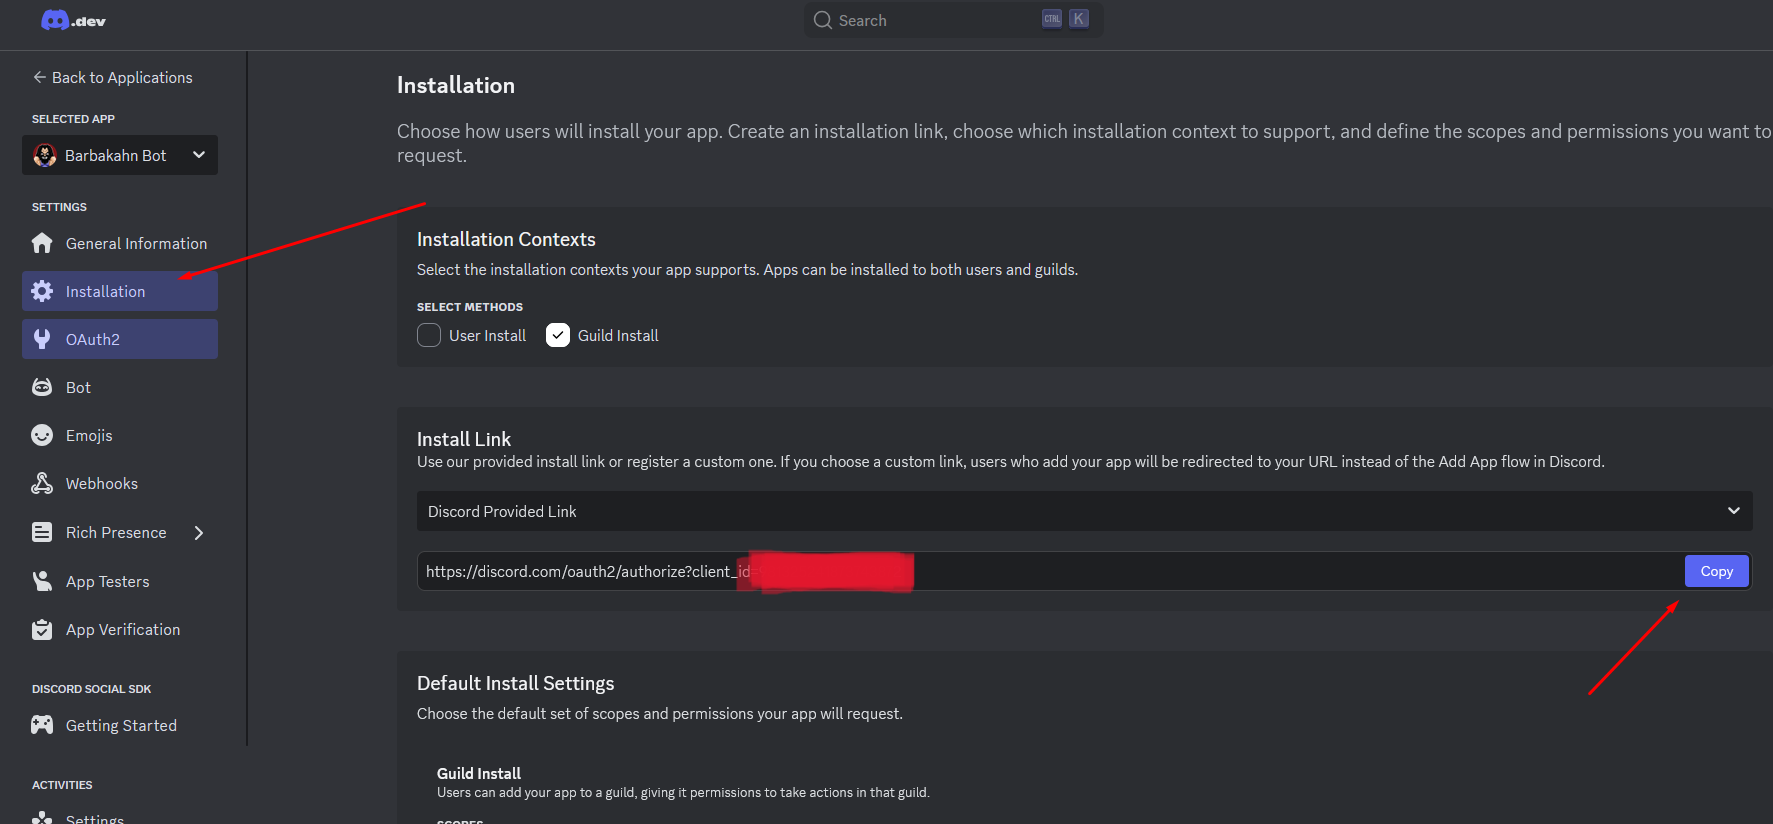 .dev
Search
CTRL K
Back to Applications
SELECTED APP
Barbakahn Bot
SETTINGS
General Information
Installation
OAuth2
Bot
Emojis
Webhooks
Rich Presence
App Testers
App Verification
DISCORD SOCIAL SDK
Getting Started
ACTIVITIES
Settings
Installation
Choose how users will install your app. Create an installation link, choose which installation context to support, and define the scopes and permissions you want to
request.
Installation Contexts
Select the installation contexts your app supports. Apps can be installed to both users and guilds.
SELECT METHODS
User Install
Guild Install
Install Link
Use our provided install link or register a custom one. If you choose a custom link, users who add your app will be redirected to your URL instead of the Add App flow in Discord.
Discord Provided Link
https://discord.com/oauth2/authorize?client_id=
Copy
Default Install Settings
Choose the default set of scopes and permissions your app will request.
Guild Install
Users can add your app to a guild, giving it permissions to take actions in that guild.
SCOPES